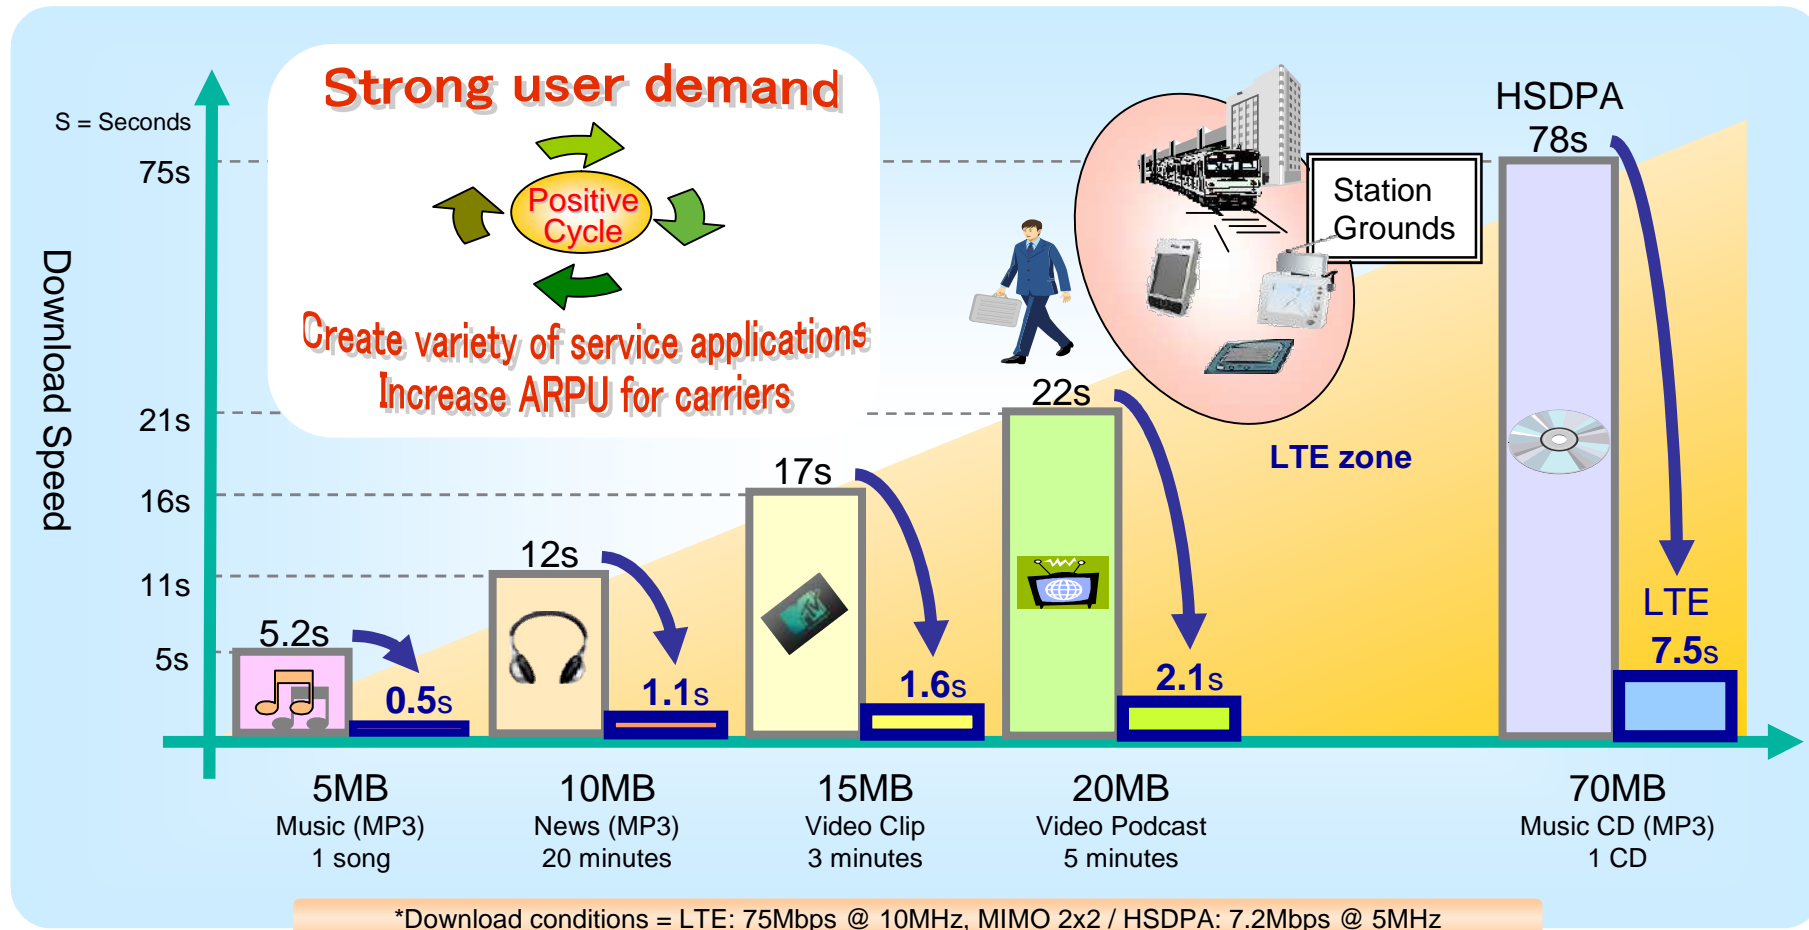 Strong user demand
Positive
Cycle
Create variety of service applications
Increase ARPU for carriers
S = Seconds
75s
21s
16s
11s
5s
Download Speed
HSDPA
78s
Station
Grounds
22s
LTE zone
17s
12s
5.2s
0.5s
1.1s
1.6s
2.1s
LTE
7.5s
5MB
Music (MP3)
1 song
10MB
News (MP3)
20 minutes
15MB
Video Clip
3 minutes
20MB
Video Podcast
5 minutes
70MB
Music CD (MP3)
1 CD
*Download conditions = LTE: 75Mbps @ 10MHz, MIMO 2x2 / HSDPA: 7.2Mbps @ 5MHz